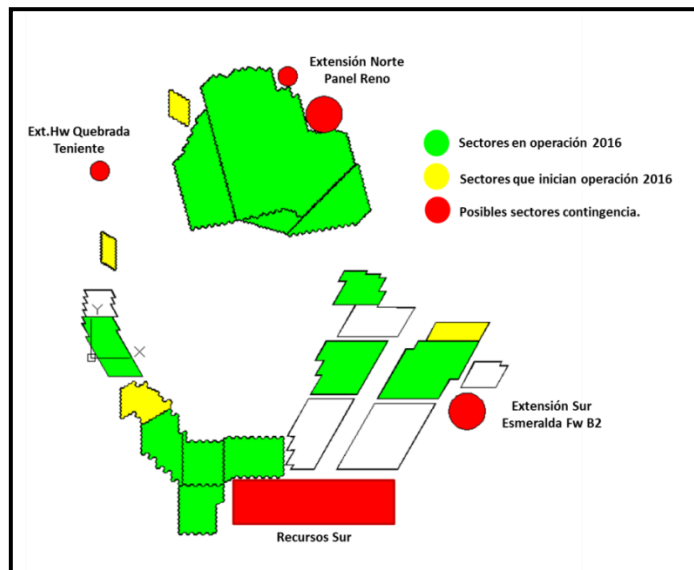 Extensión Norte
Panel Reno
Ext.Hw Quebrada
Teniente
Sectores en operación 2016
Sectores que inician operación 2016
Posibles sectores contingencia.
Y
X
Extensión Sur
Esmeralda Fw B2
Recursos Sur